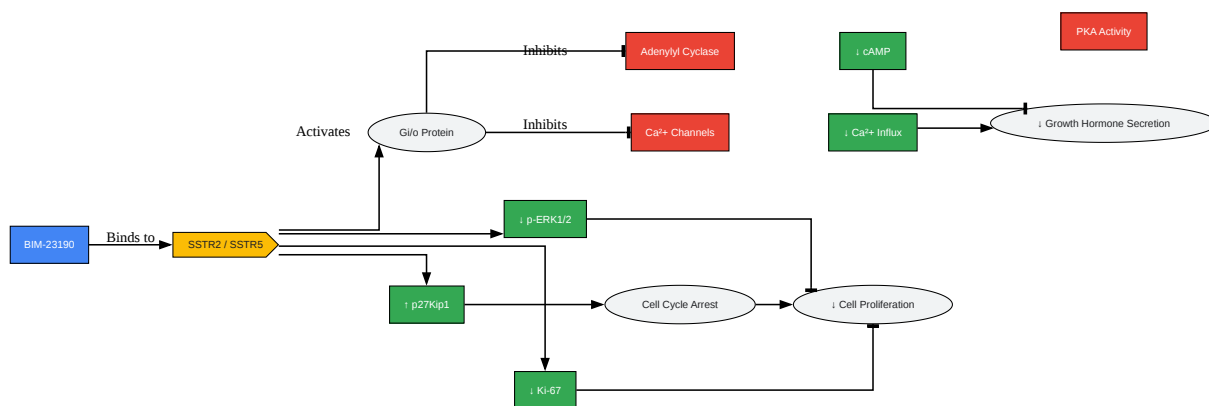 PKA Activity
Inhibits
Adenylyl Cyclase
↓ cAMP
Activates
Gi/o Protein
Inhibits
Ca²+ Channels
↓ Ca²+ Influx
↓ Growth Hormone Secretion
BIM-23190
Binds to
SSTR2 / SSTR5
↓ p-ERK1/2
↑ p27Kip1
Cell Cycle Arrest
↓ Cell Proliferation
↓ Ki-67